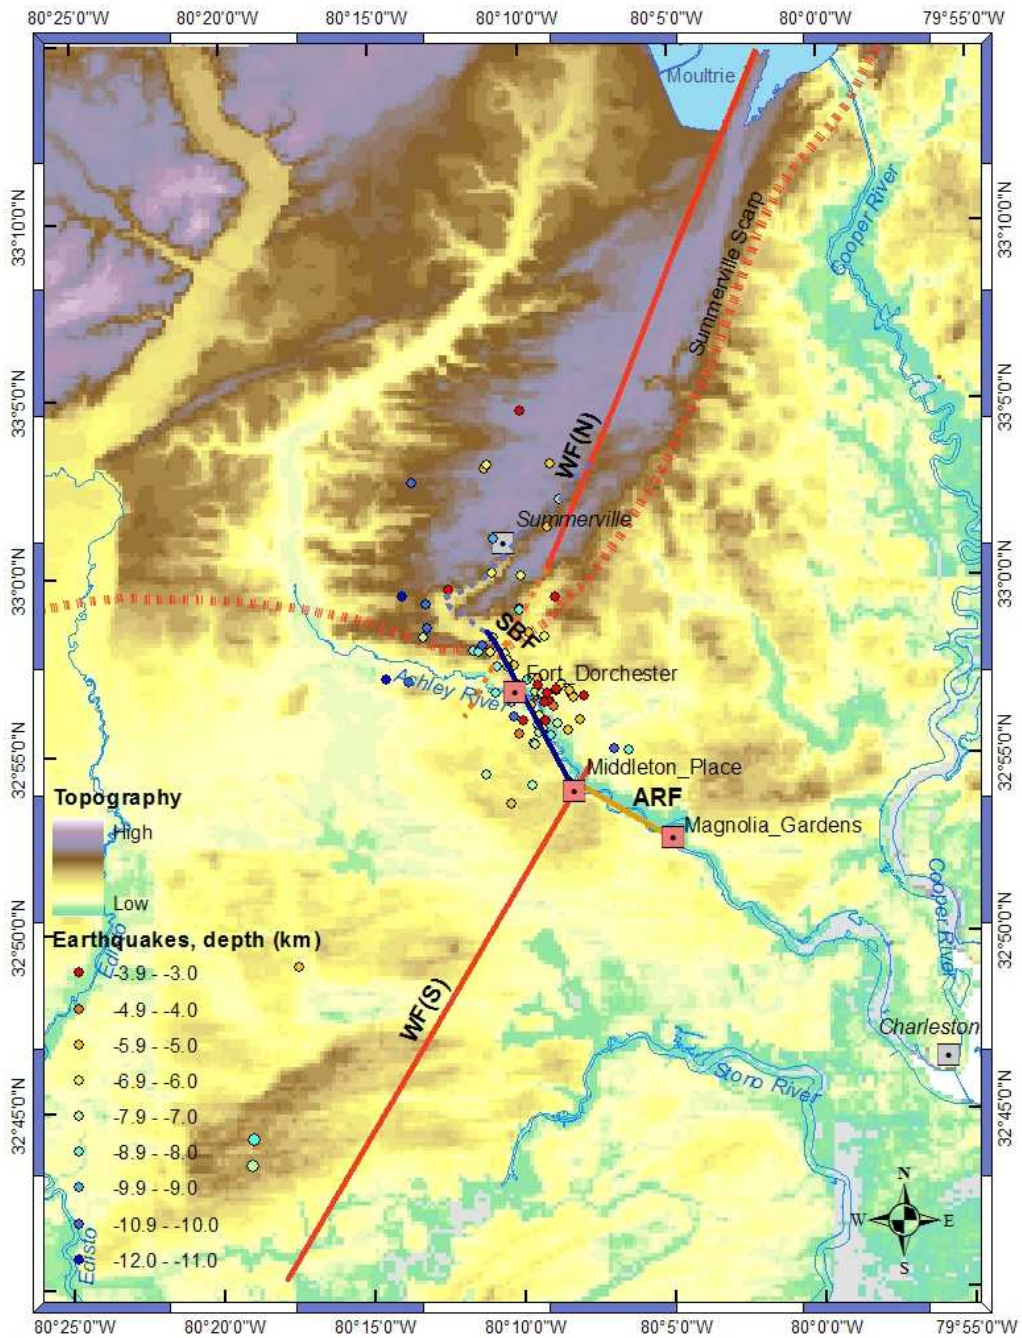 80°25'0"W 80°20'0"W 80°15'0"W 80°10'0"W 80°5'0"W 80°0'0"W 79°55'0"W
Moultrie
33°10'0"N
33°10'0"N
Cooper River
Summerville Scarp
33°5'0"N
33°5'0"N
WF(N)
Summerville
33°0'0"N
33°0'0"N
SBF
Fort_Dorchester
Ashley River
32°55'0"N
32°55'0"N
Middleton_Place
ARF
Magnolia_Gardens
Topography
High
Low
Cooper River
32°50'0"N
32°50'0"N
Edisto
Earthquakes, depth (km)
-3.9 - -3.0
-4.9 - -4.0
-5.9 - -5.0
-6.9 - -6.0
-7.9 - -7.0
-8.9 - -8.0
-9.9 - -9.0
-10.9 - -10.0
-12.0 - -11.0
WF(S)
Charleston
Stono River
32°45'0"N
32°45'0"N
Edisto
N
W E
S
80°25'0"W 80°20'0"W 80°15'0"W 80°10'0"W 80°5'0"W 80°0'0"W 79°55'0"W